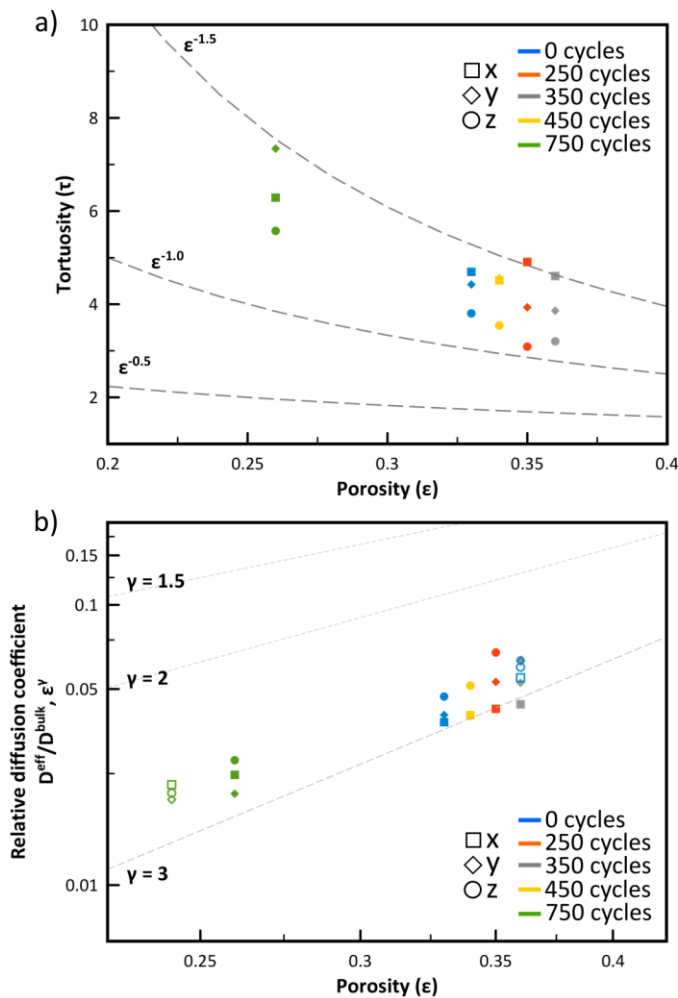 a)
10
8
6
4
2
Tortuosity (τ)
ε-1.5
ε-1.0
ε-0.5
x
y
z
0 cycles
250 cycles
350 cycles
450 cycles
750 cycles
0.2
0.25
0.3
0.35
0.4
Porosity (ε)
b)
0.15
0.1
0.05
0.01
Relative diffusion coefficient
Dᵉᶠᶠ/Dᵇᵘˡᵏ, εᵞ
γ = 1.5
γ = 2
γ = 3
x
y
z
0 cycles
250 cycles
350 cycles
450 cycles
750 cycles
0.25
0.3
0.35
0.4
Porosity (ε)